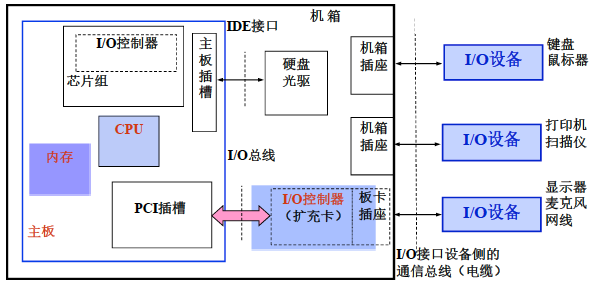 机 箱
IDE接口
I/O控制器
芯片组
主
板
插
槽
硬盘
光驱
机箱
插座
I/O设备
键盘
鼠标器
CPU
内存
I/O总线
机箱
插座
I/O设备
打印机
扫描仪
PCI插槽
I/O控制器
（扩充卡）
板卡
插座
I/O设备
显示器
麦克风
网线
主板
I/O接口设备侧的
通信总线（电缆）